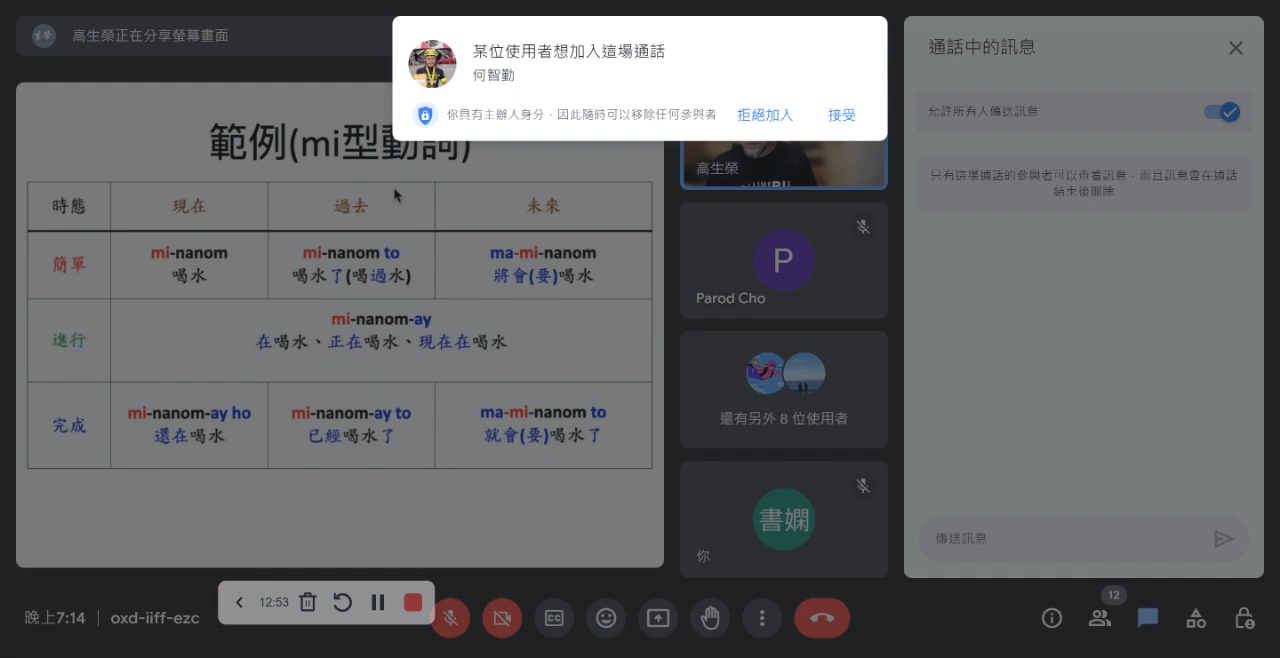 高生榮正在分享螢幕畫面
某位使用者想加入這場通話
何智勤
你具有主辦人身分，因此隨時可以移除任何參與者
拒絕加入
接受
範例(mi型動詞)
時態 現在 過去 未來
簡單
mi-nanom
喝水
mi-nanom to
喝水了(喝過水)
ma-mi-nanom
將會(要)喝水
進行
mi-nanom-ay
在喝水、正在喝水、現在在喝水
完成
mi-nanom-ay ho
還在喝水
mi-nanom-ay to
已經喝水了
ma-mi-nanom to
就會(要)喝水了
高生榮
P
Parod Cho
還有另外 8 位使用者
書嫻
你
通話中的訊息
允許所有人傳送訊息
只有這場通話的參與者可以查看訊息，而且訊息會在通話
結束後刪除
傳送訊息
晚上7:14 | oxd-iiff-ezc
12:53
CC
12